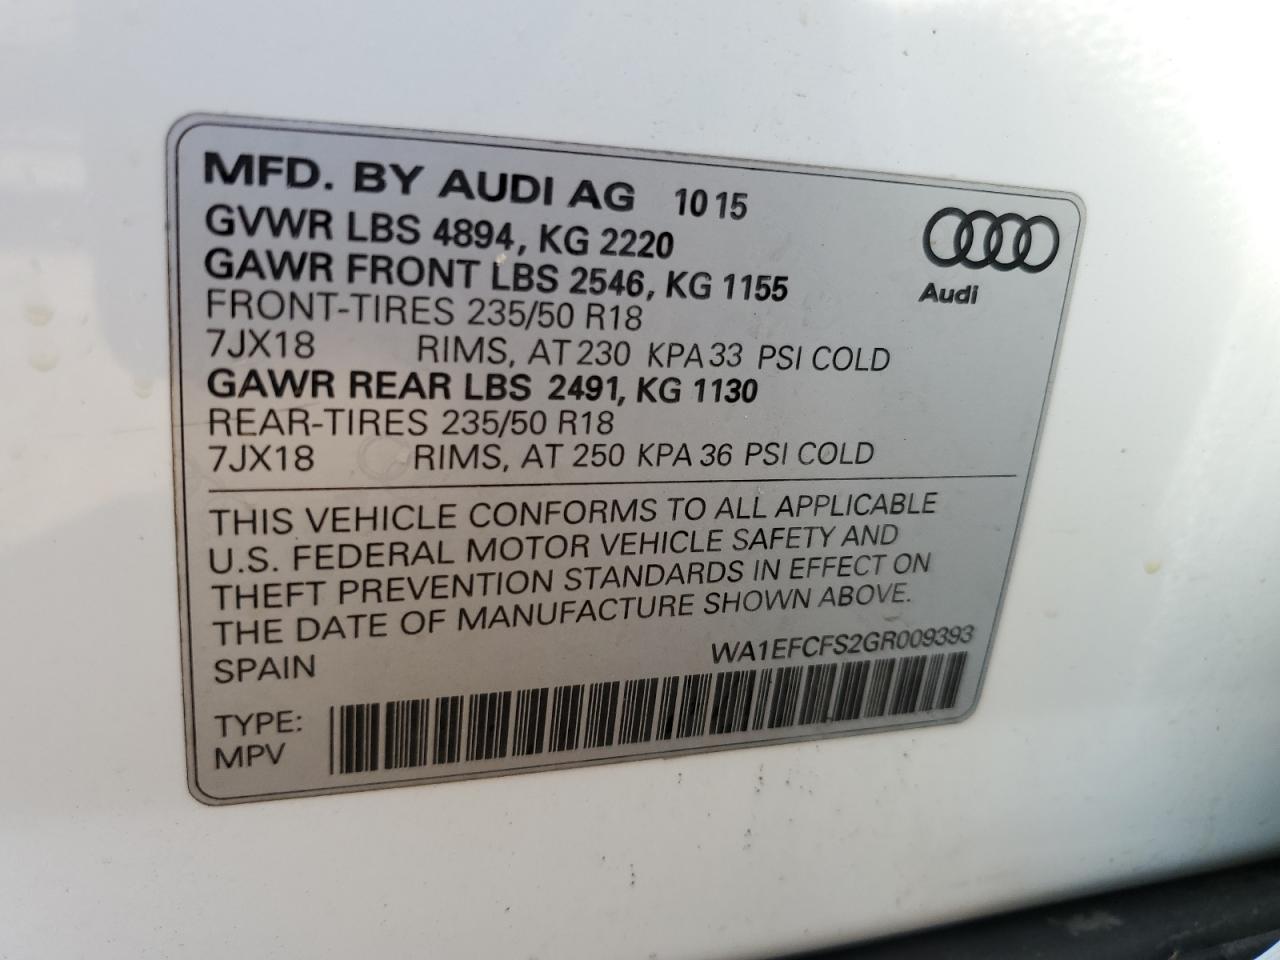 MFD. BY AUDI AG 10 15
GVWR LBS 4894, KG 2220
GAWR FRONT LBS 2546, KG 1155
FRONT-TIRES 235/50 R18
7JX18 RIMS, AT 230 KPA 33 PSI COLD
GAWR REAR LBS 2491, KG 1130
REAR-TIRES 235/50 R18
7JX18 RIMS, AT 250 KPA 36 PSI COLD
Audi
THIS VEHICLE CONFORMS TO ALL APPLICABLE
U.S. FEDERAL MOTOR VEHICLE SAFETY AND
THEFT PREVENTION STANDARDS IN EFFECT ON
THE DATE OF MANUFACTURE SHOWN ABOVE.
SPAIN WA1EFCFS2GR009393
TYPE:
MPV